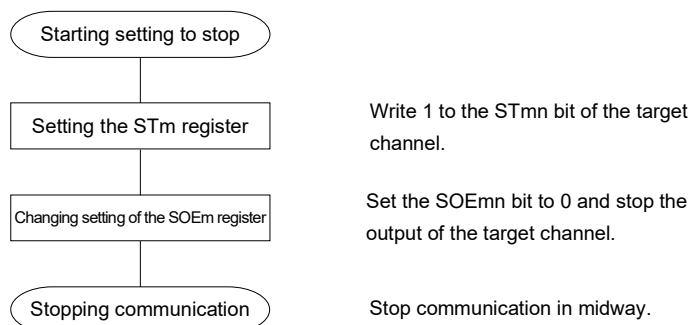 Starting setting to stop
Setting the STm register
Write 1 to the STmn bit of the target
channel.
Changing setting of the SOEm register
Set the SOEmn bit to 0 and stop the
output of the target channel.
Stopping communication
Stop communication in midway.